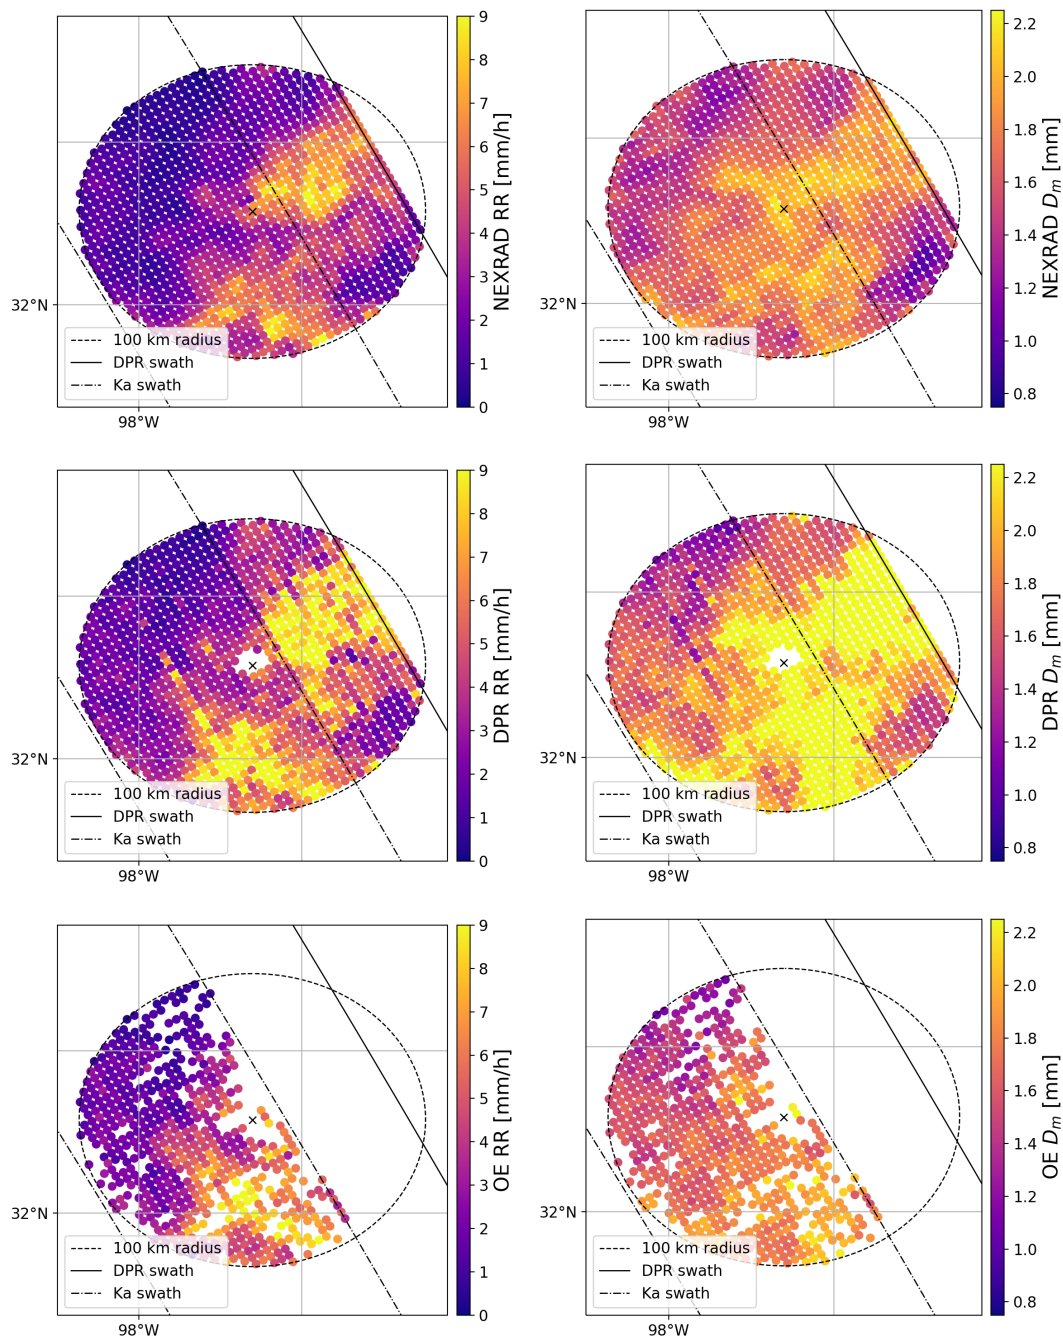 9
8
7
6
5
4
3
2
1
0
NEXRAD RR [mm/h]
32°N
98°W
100 km radius
DPR swath
Ka swath
2.2
2.0
1.8
1.6
1.4
1.2
1.0
0.8
NEXRAD Dm [mm]
32°N
98°W
100 km radius
DPR swath
Ka swath
9
8
7
6
5
4
3
2
1
0
DPR RR [mm/h]
32°N
98°W
100 km radius
DPR swath
Ka swath
2.2
2.0
1.8
1.6
1.4
1.2
1.0
0.8
DPR Dm [mm]
32°N
98°W
100 km radius
DPR swath
Ka swath
9
8
7
6
5
4
3
2
1
0
OE RR [mm/h]
32°N
98°W
100 km radius
DPR swath
Ka swath
2.2
2.0
1.8
1.6
1.4
1.2
1.0
0.8
OE Dm [mm]
32°N
98°W
100 km radius
DPR swath
Ka swath